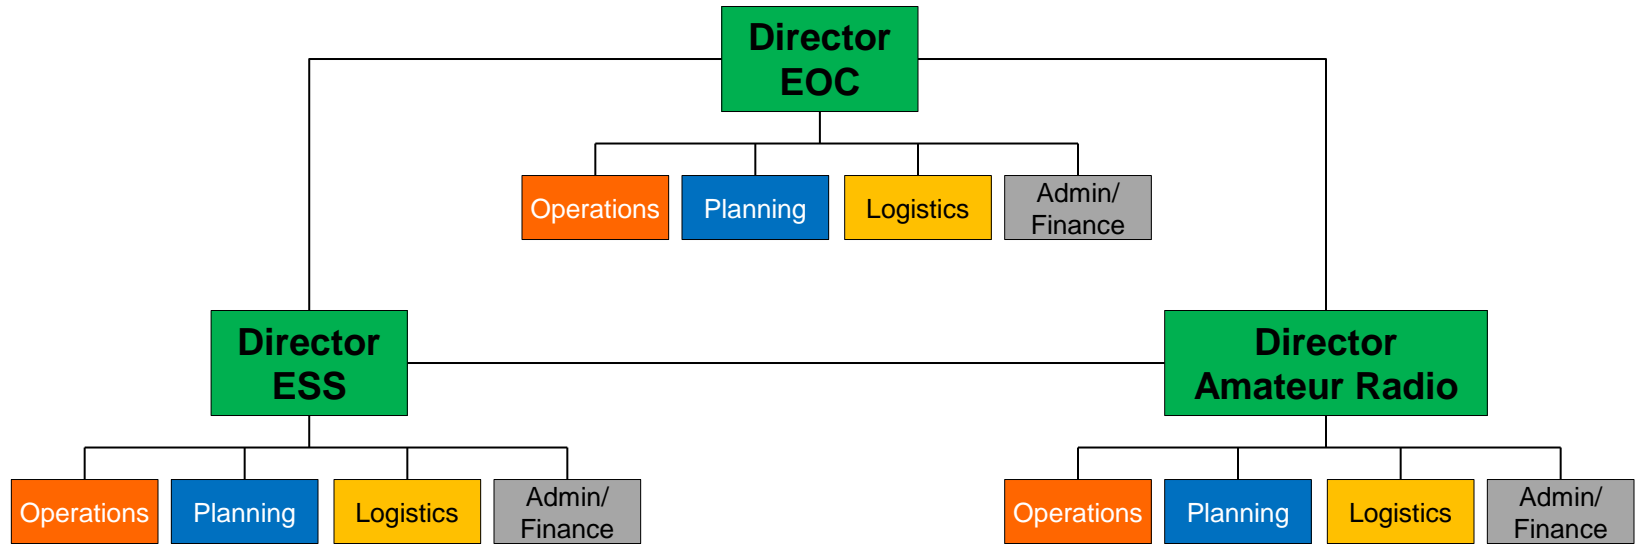 Director
EOC
Operations
Planning
Logistics
Admin/
Finance
Director
ESS
Director
Amateur Radio
Operations
Planning
Logistics
Admin/
Finance
Operations
Planning
Logistics
Admin/
Finance